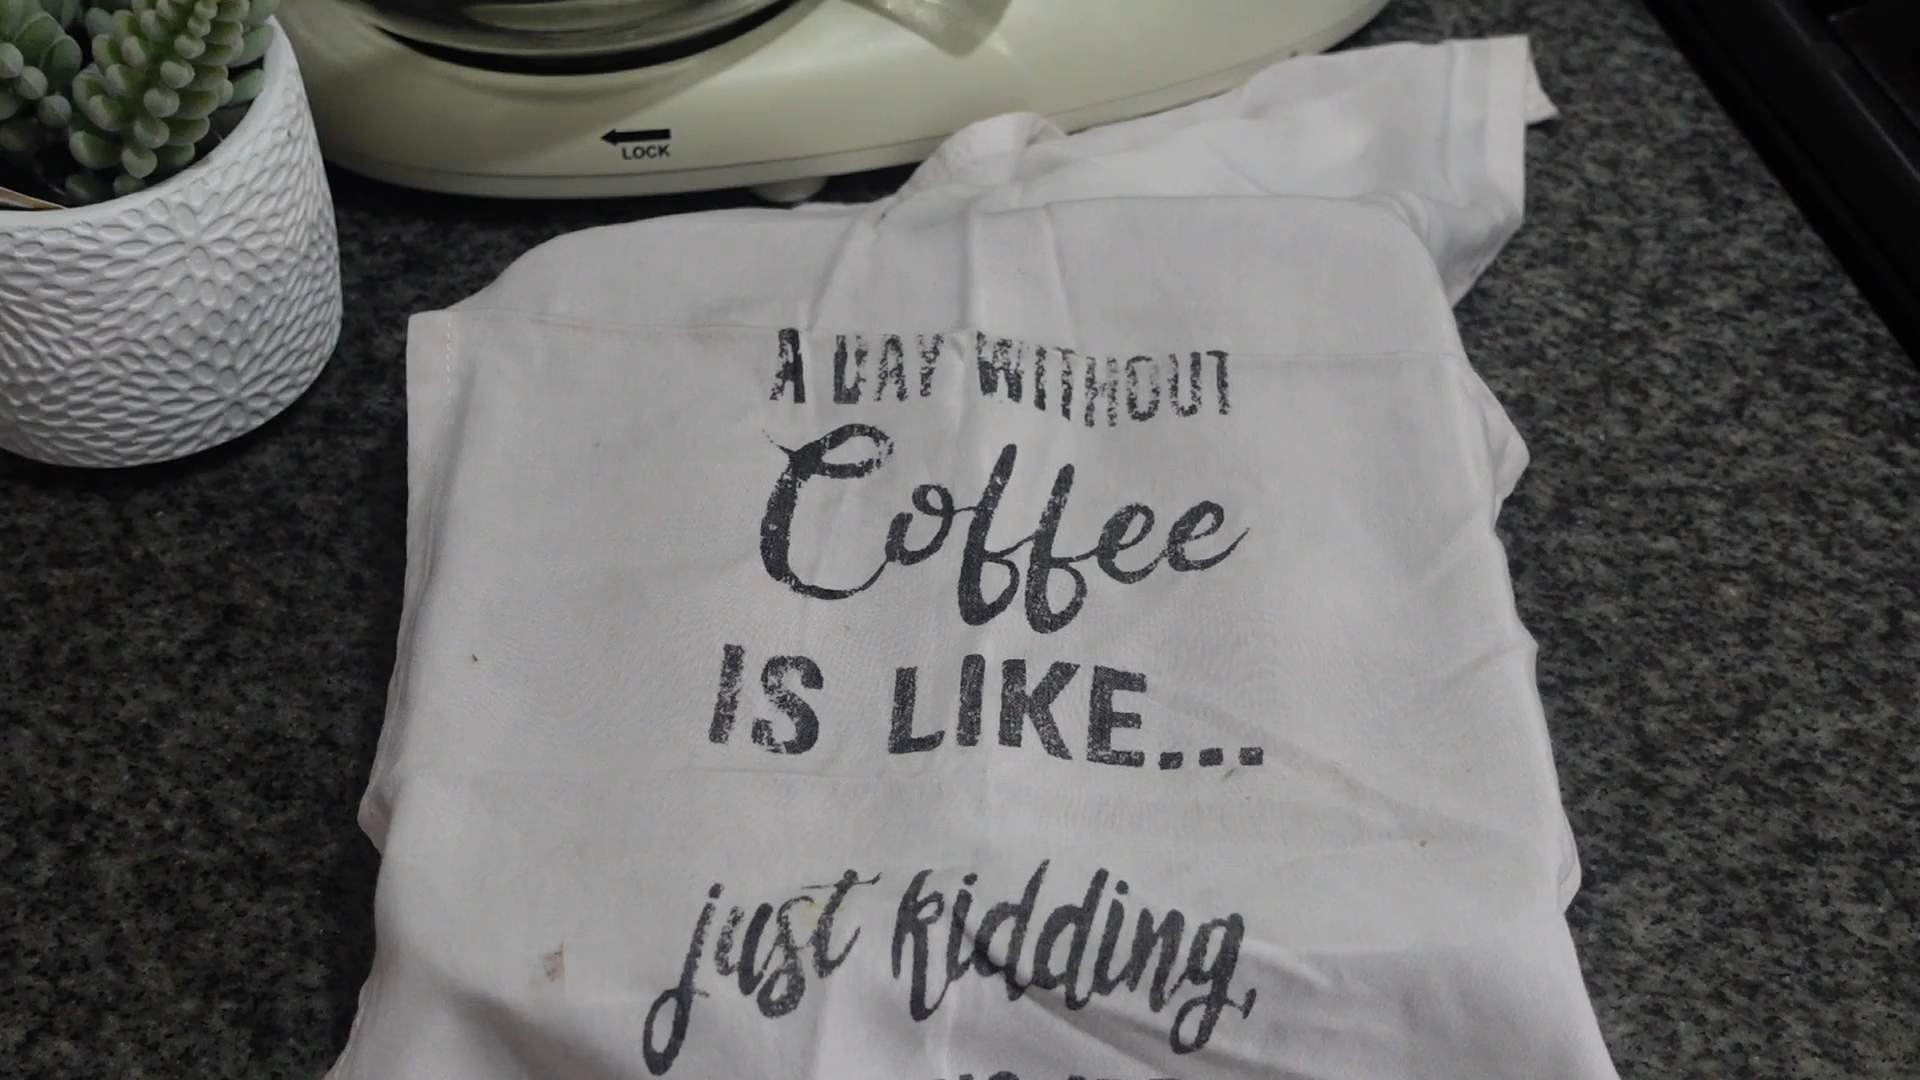 LOCK
A DAY WITHOUT
Coffee
IS LIKE...
just kidding,